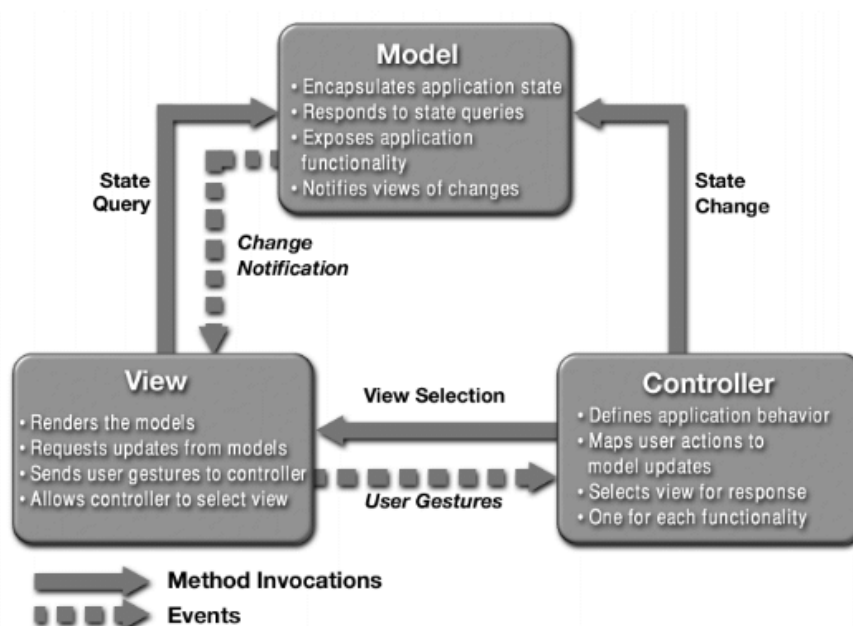 Model
• Encapsulates application state
• Responds to state queries
• Exposes application
functionality
• Notifies views of changes
State
Query
State
Change
Change
Notification
View
• Renders the models
• Requests updates from models
• Sends user gestures to controller
• Allows controller to select view
View Selection
User Gestures
Controller
• Defines application behavior
• Maps user actions to
model updates
• Selects view for response
• One for each functionality
Method Invocations
Events